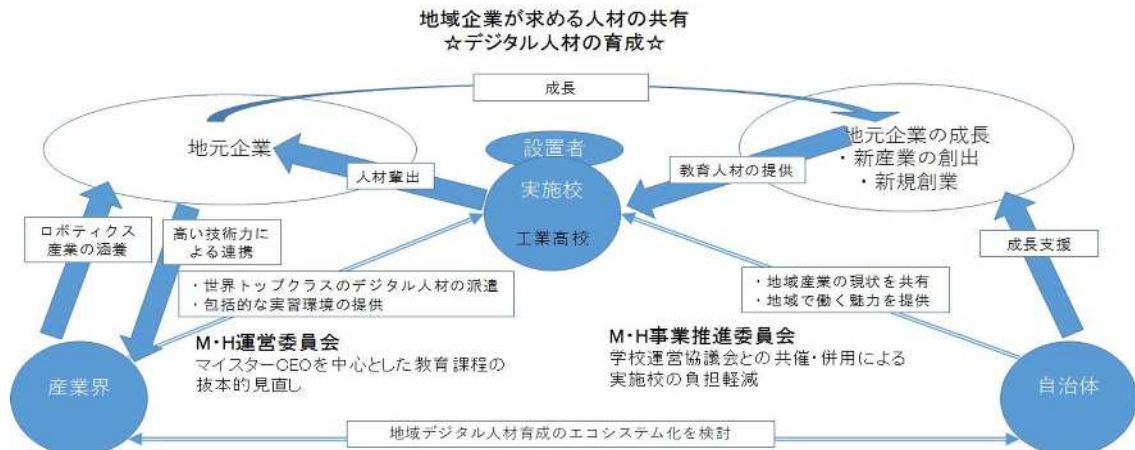 地域企業が求める人材の共有
☆デジタル人材の育成☆
成長
地元企業
設置者
地元企業の成長
・新産業の創出
・新規創業
人材輩出
教育人材の提供
実施校
工業高校
ロボティクス
産業の涵養
高い技術力に
よる連携
成長支援
・世界トップクラスのデジタル人材の派遣
・包括的な実習環境の提供
・地域産業の現状を共有
・地域で働く魅力を提供
M・H運営委員会
マイスターCEOを中心とした教育課程の
抜本的見直し
M・H事業推進委員会
学校運営協議会との共催・併用による
実施校の負担軽減
産業界
自治体
地域デジタル人材育成のエコシステム化を検討